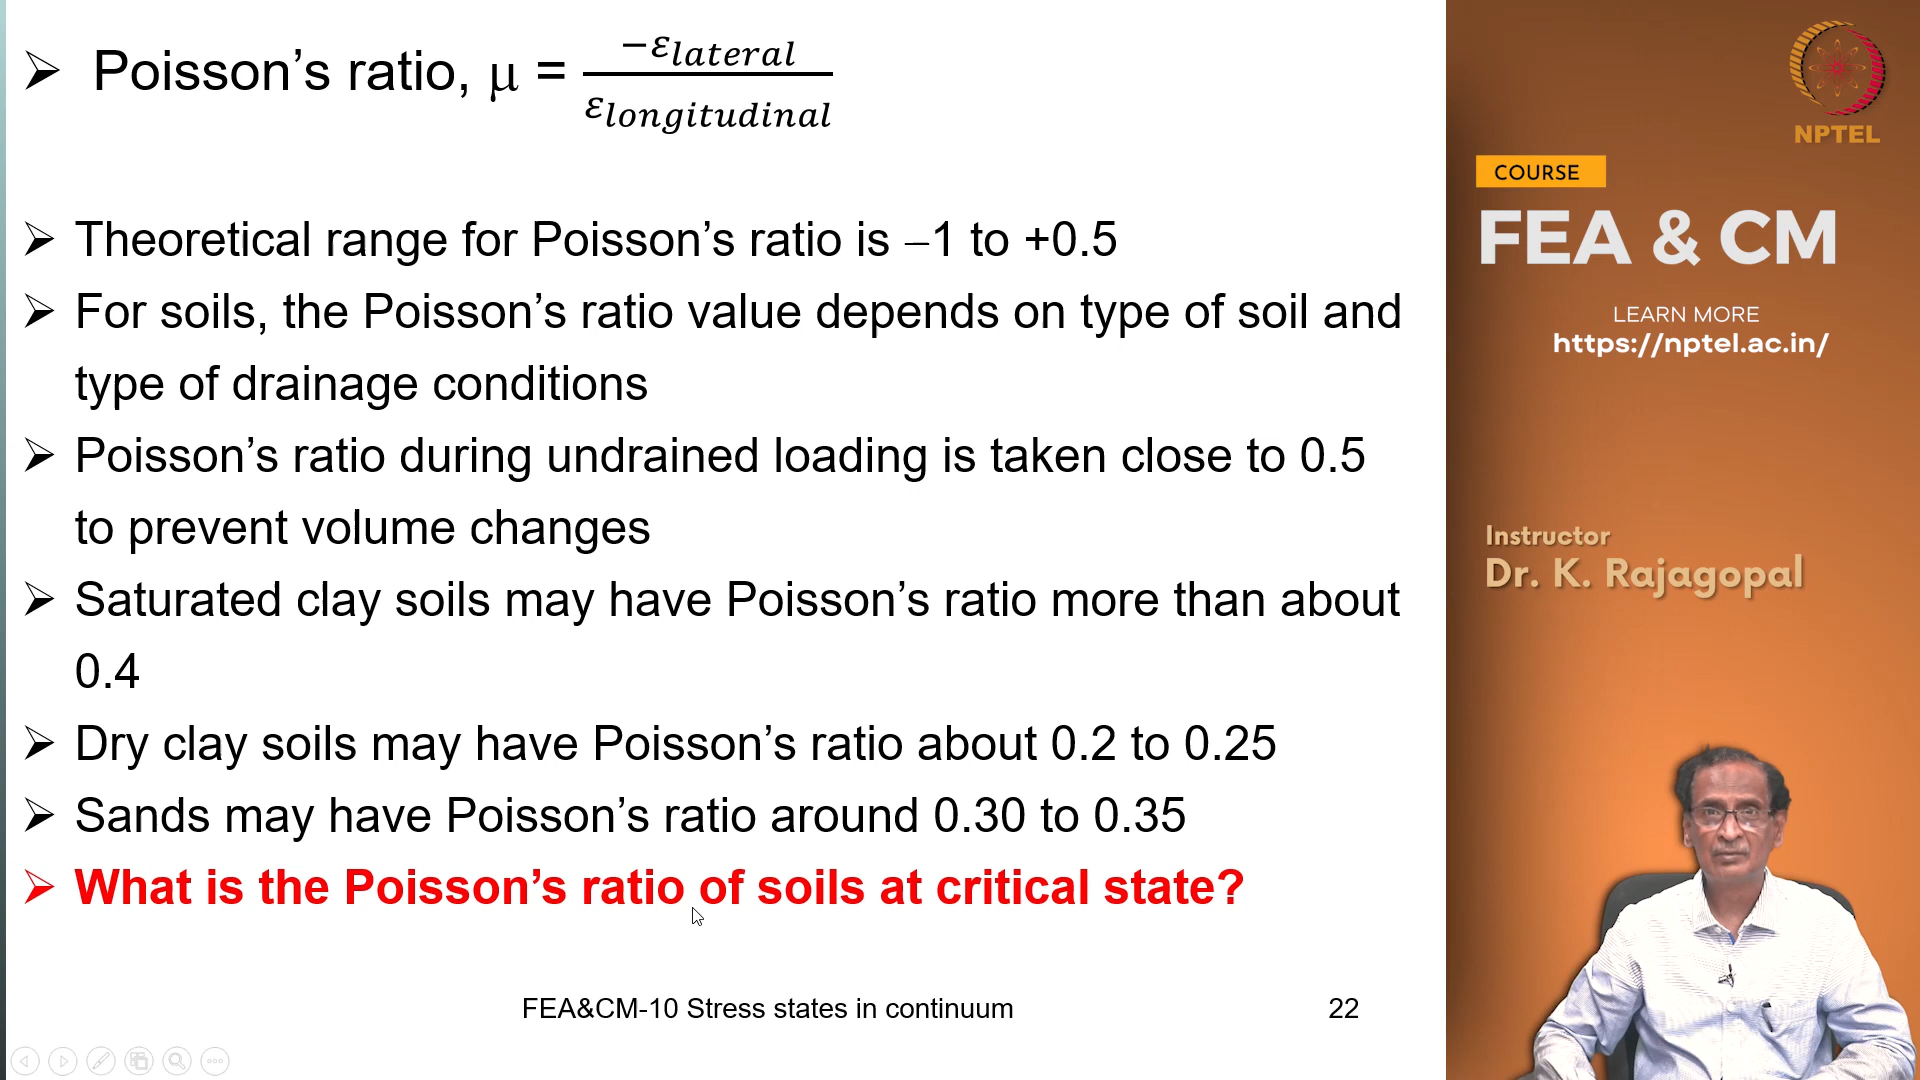 ➢ Poisson’s ratio, μ = −εlateral / εlongitudinal
➢ Theoretical range for Poisson’s ratio is –1 to +0.5
➢ For soils, the Poisson’s ratio value depends on type of soil and
type of drainage conditions
➢ Poisson’s ratio during undrained loading is taken close to 0.5
to prevent volume changes
➢ Saturated clay soils may have Poisson’s ratio more than about
0.4
➢ Dry clay soils may have Poisson’s ratio about 0.2 to 0.25
➢ Sands may have Poisson’s ratio around 0.30 to 0.35
➢ What is the Poisson’s ratio of soils at critical state?
FEA&CM-10 Stress states in continuum
22
NPTEL
COURSE
FEA & CM
LEARN MORE
https://nptel.ac.in/
Instructor
Dr. K. Rajagopal